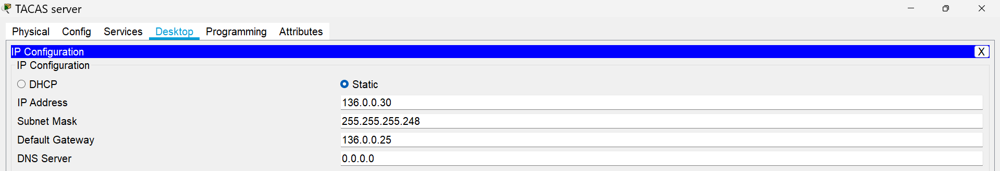 TACAS server
Physical Config Services Desktop Programming Attributes
IP Configuration X
IP Configuration
DHCP Static
IP Address 136.0.0.30
Subnet Mask 255.255.255.248
Default Gateway 136.0.0.25
DNS Server 0.0.0.0